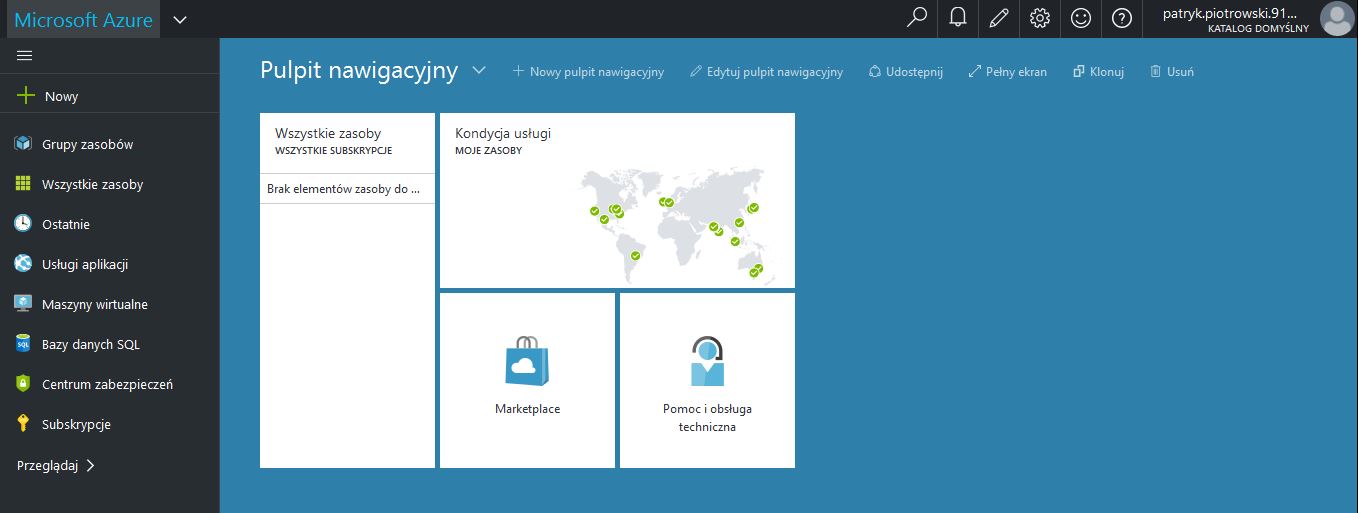 Microsoft Azure
patryk.piotrowski.91...
KATALOG DOMYŚLNY
Nowy
Grupy zasobów
Wszystkie zasoby
Ostatnie
Usługi aplikacji
Maszyny wirtualne
SQL
Bazy danych SQL
Centrum zabezpieczeń
Subskrypcje
Przeglądaj
Pulpit nawigacyjny
Nowy pulpit nawigacyjny
Edytuj pulpit nawigacyjny
Udostępnij
Pełny ekran
Klonuj
Usuń
Wszystkie zasoby
WSZYSTKIE SUBSKRYPCJE
Brak elementów zasoby do ...
Kondycja usługi
MOJE ZASOBY
Marketplace
Pomoc i obsługa
techniczna